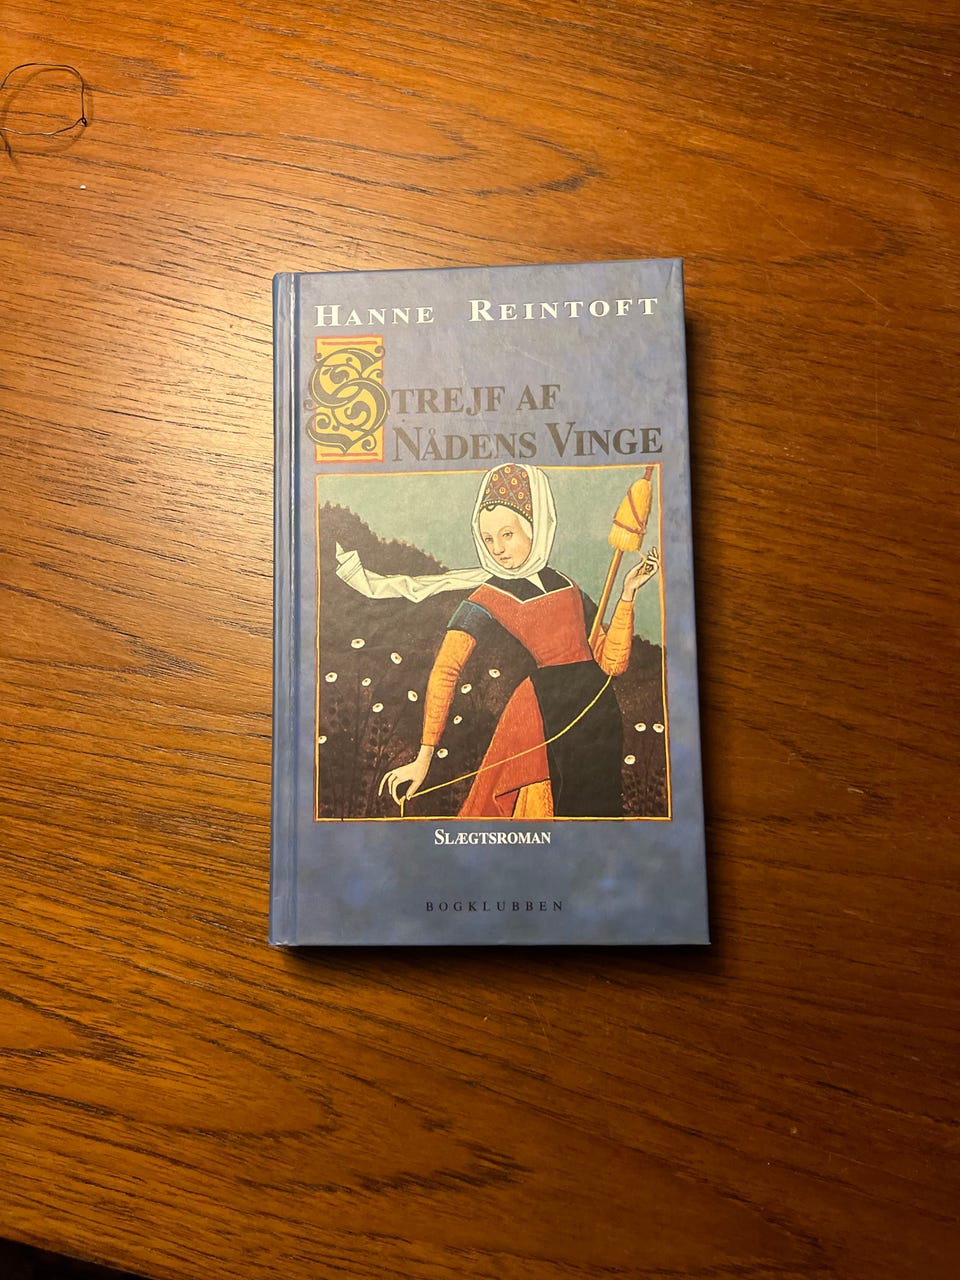 HANNE REINTOFT
STREJF AF
NÅDENS VINGE
SLÆGTSROMAN
BOGKLUBBEN